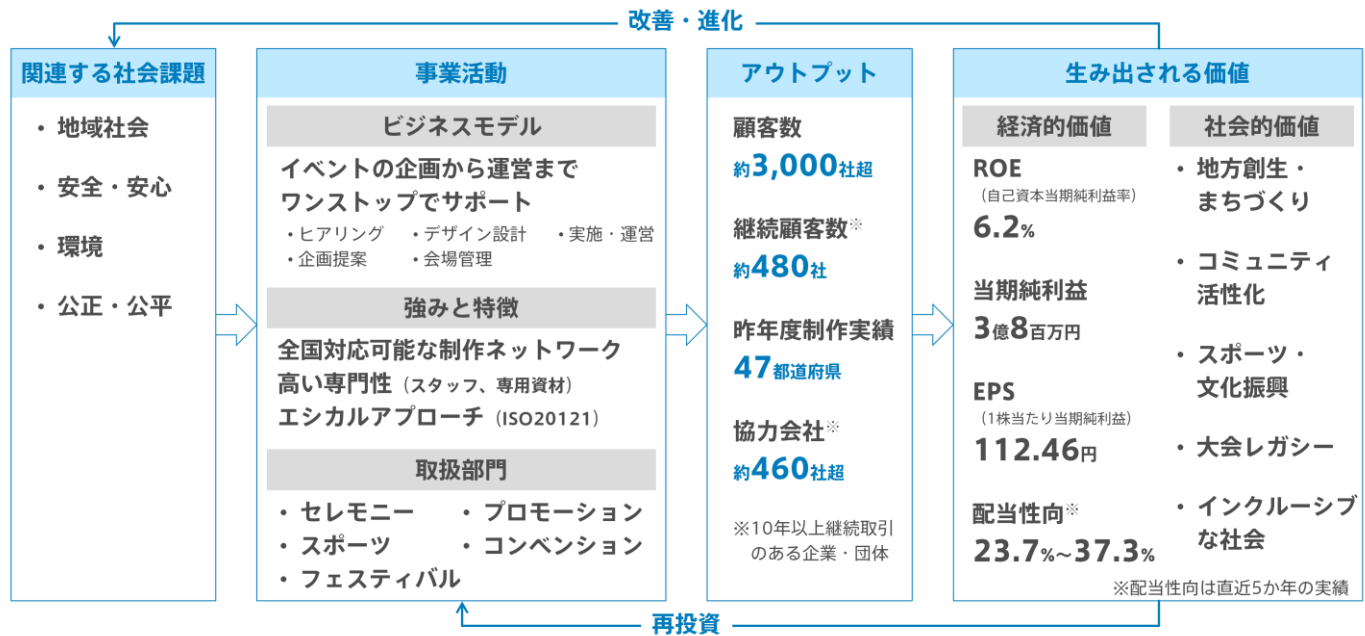 改善・進化
関連する社会課題
・ 地域社会
・ 安全・安心
・ 環境
・ 公正・公平
事業活動
ビジネスモデル
イベントの企画から運営まで
ワンストップでサポート
・ヒアリング ・デザイン設計 ・実施・運営
・企画提案 ・会場管理
強みと特徴
全国対応可能な制作ネットワーク
高い専門性（スタッフ、専用資材）
エシカルアプローチ（ISO20121）
取扱部門
・ セレモニー ・ プロモーション
・ スポーツ ・ コンベンション
・ フェスティバル
アウトプット
顧客数
約3,000社超
継続顧客数※
約480社
昨年度制作実績
47都道府県
協力会社※
約460社超
※10年以上継続取引
のある企業・団体
生み出される価値
経済的価値
ROE
（自己資本当期純利益率）
6.2%
当期純利益
3億8百万円
EPS
（1株当たり当期純利益）
112.46円
配当性向※
23.7%～37.3%
社会的価値
・ 地方創生・
まちづくり
・ コミュニティ
活性化
・ スポーツ・
文化振興
・ 大会レガシー
・ インクルーシブ
な社会
※配当性向は直近5か年の実績
再投資